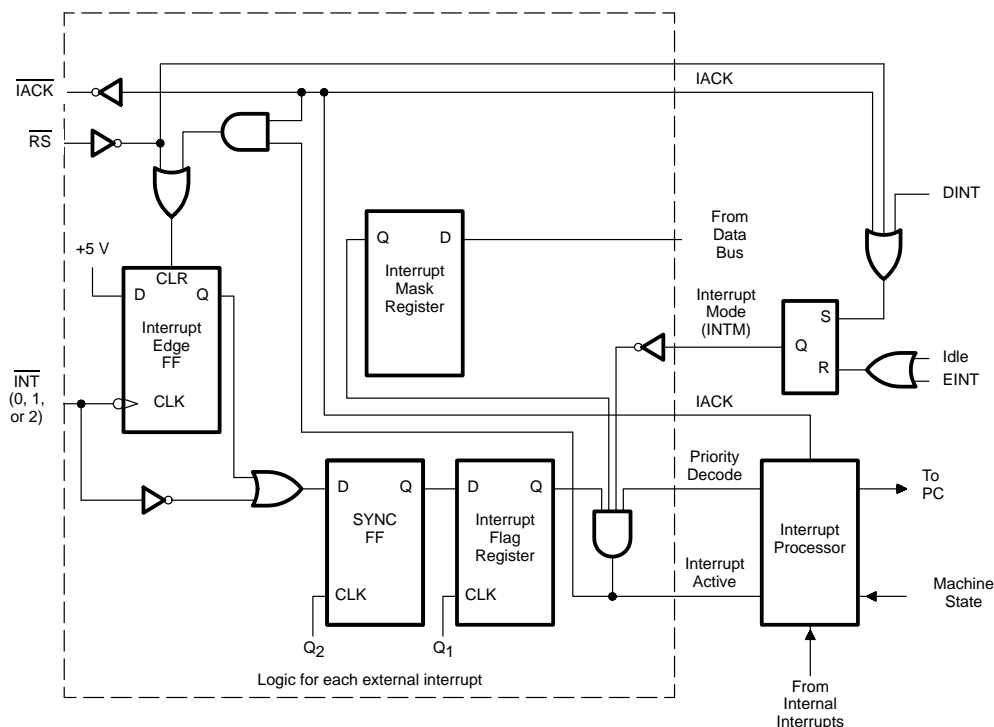 IACK
IACK
RS
DINT
From
Data
Bus
+5 V
CLR
D Q
Interrupt
Edge
FF
CLK
Q D
Interrupt
Mask
Register
Interrupt
Mode
(INTM)
S
Q
R
Idle
EINT
INT
(0, 1,
or 2)
IACK
Priority
Decode
To
PC
D Q
SYNC
FF
CLK
D Q
Interrupt
Flag
Register
CLK
Interrupt
Processor
Interrupt
Active
Machine
State
Q2
Q1
Logic for each external interrupt
From
Internal
Interrupts